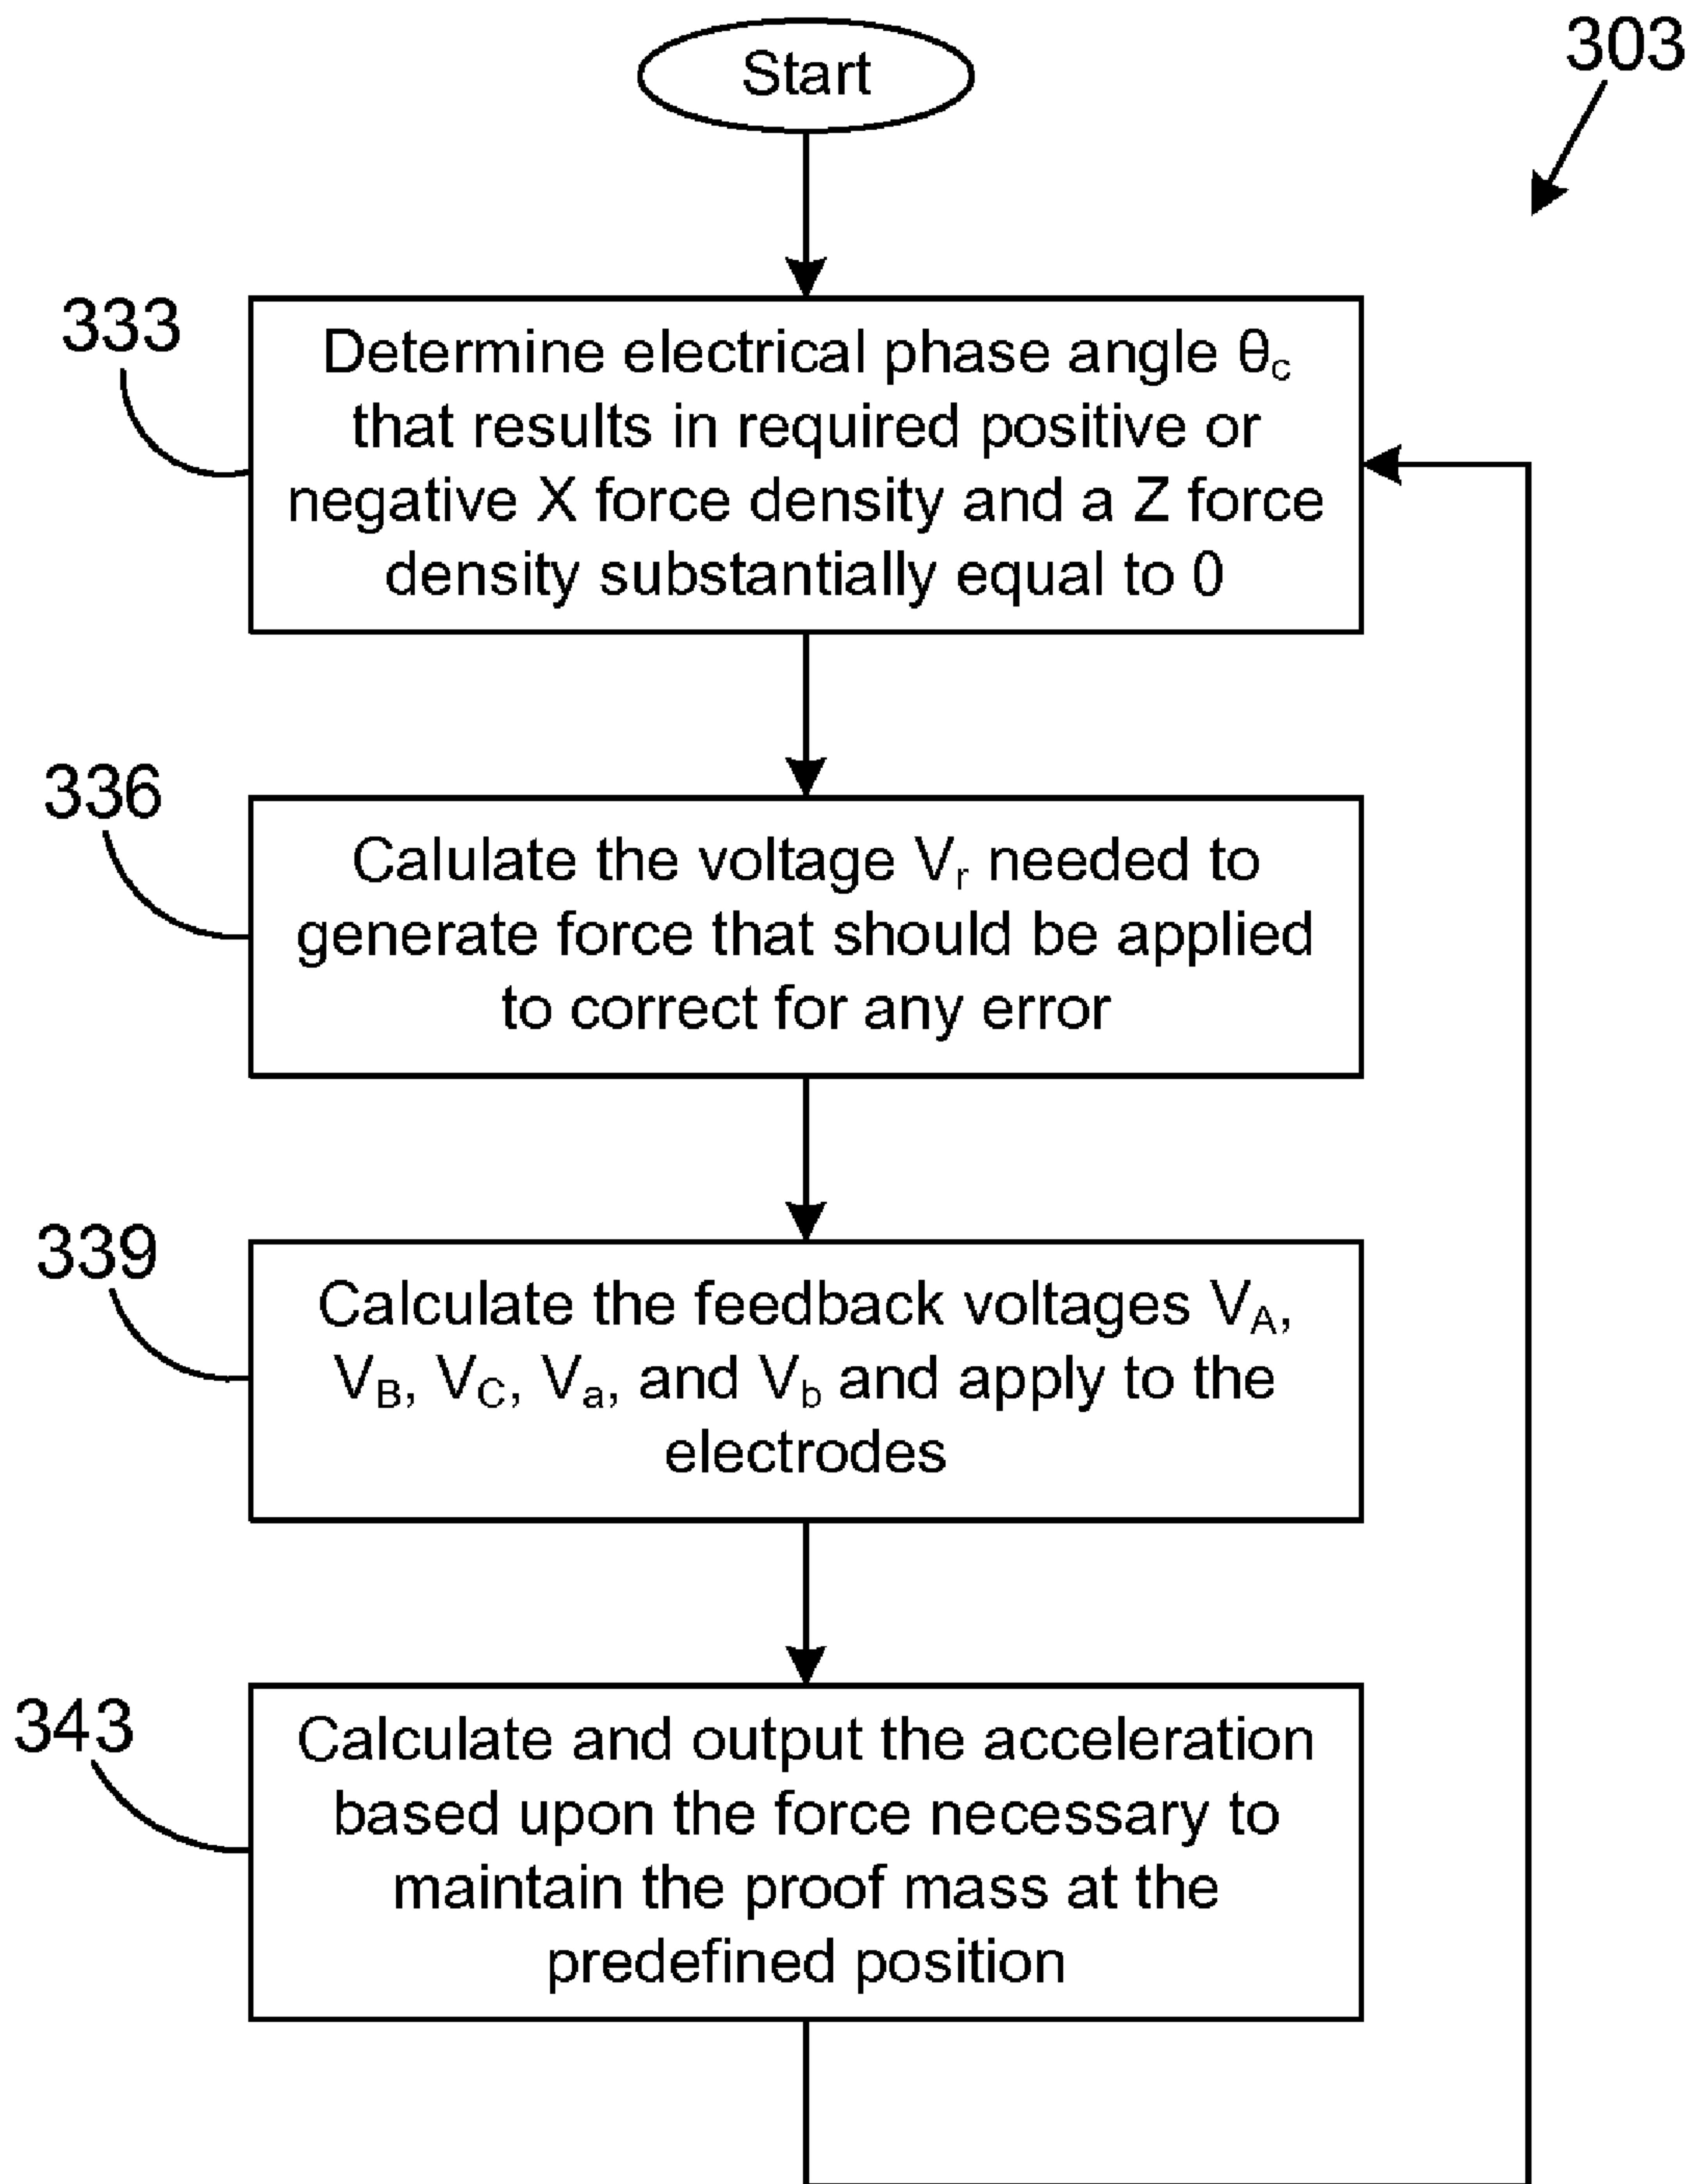 Start
303
333
Determine electrical phase angle θc
that results in required positive or
negative X force density and a Z force
density substantially equal to 0
336
Calulate the voltage Vr needed to
generate force that should be applied
to correct for any error
339
Calculate the feedback voltages VA,
VB, VC, Va, and Vb and apply to the
electrodes
343
Calculate and output the acceleration
based upon the force necessary to
maintain the proof mass at the
predefined position